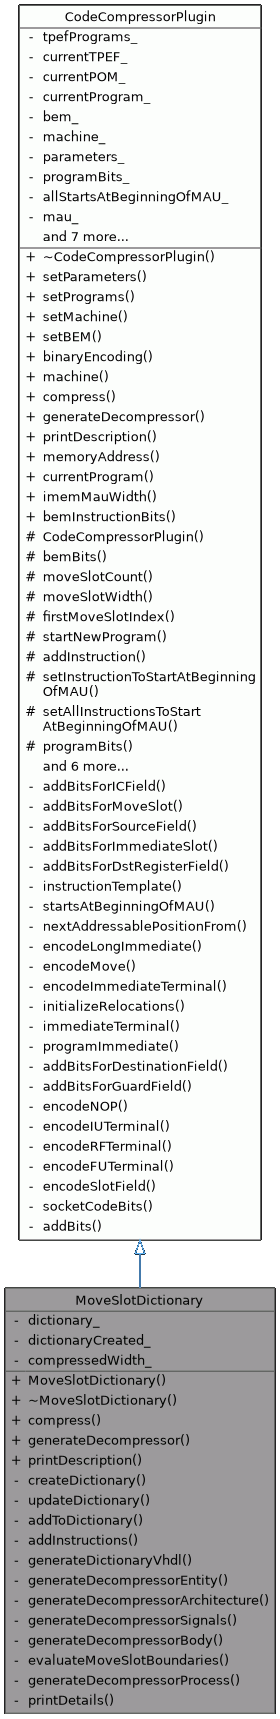 CodeCompressorPlugin
- tpefPrograms_
- currentTPEF_
- currentPOM_
- currentProgram_
- bem_
- machine_
- parameters_
- programBits_
- allStartsAtBeginningOfMAU_
- mau_
and 7 more...
+ ~CodeCompressorPlugin()
+ setParameters()
+ setPrograms()
+ setMachine()
+ setBEM()
+ binaryEncoding()
+ machine()
+ compress()
+ generateDecompressor()
+ printDescription()
+ memoryAddress()
+ currentProgram()
+ imemMauWidth()
+ bemInstructionBits()
# CodeCompressorPlugin()
# bemBits()
# moveSlotCount()
# moveSlotWidth()
# firstMoveSlotIndex()
# startNewProgram()
# addInstruction()
# setInstructionToStartAtBeginning
OfMAU()
# setAllInstructionsToStart
AtBeginningOfMAU()
# programBits()
and 6 more...
- addBitsForICField()
- addBitsForMoveSlot()
- addBitsForSourceField()
- addBitsForImmediateSlot()
- addBitsForDstRegisterField()
- instructionTemplate()
- startsAtBeginningOfMAU()
- nextAddressablePositionFrom()
- encodeLongImmediate()
- encodeMove()
- encodeImmediateTerminal()
- initializeRelocations()
- immediateTerminal()
- programImmediate()
- addBitsForDestinationField()
- addBitsForGuardField()
- encodeNOP()
- encodeIUTerminal()
- encodeRFTerminal()
- encodeFUTerminal()
- encodeSlotField()
- socketCodeBits()
- addBits()
MoveSlotDictionary
- dictionary_
- dictionaryCreated_
- compressedWidth_
+ MoveSlotDictionary()
+ ~MoveSlotDictionary()
+ compress()
+ generateDecompressor()
+ printDescription()
- createDictionary()
- updateDictionary()
- addToDictionary()
- addInstructions()
- generateDictionaryVhdl()
- generateDecompressorEntity()
- generateDecompressorArchitecture()
- generateDecompressorSignals()
- generateDecompressorBody()
- evaluateMoveSlotBoundaries()
- generateDecompressorProcess()
- printDetails()